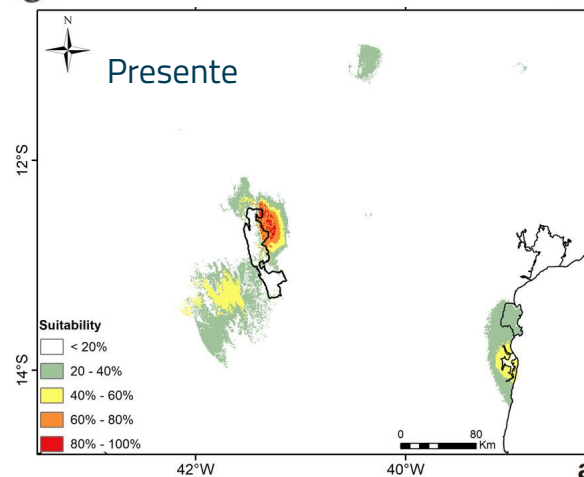 N
Presente
12°S
14°S
Suitability
< 20%
20 - 40%
40% - 60%
60% - 80%
80% - 100%
0 80
Km
42°W
40°W
a